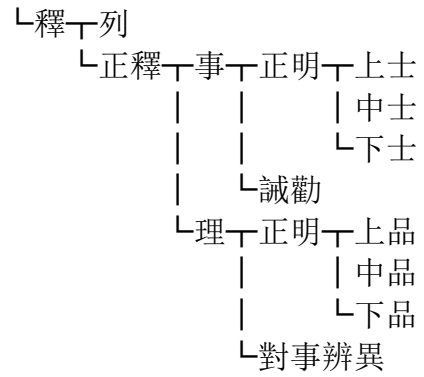 └釋┬列
└正釋┬事┬正明┬上士
│ │ │中士
│ │ └下士
│ └誡勸
└理┬正明┬上品
│ │中品
│ └下品
└對事辨異